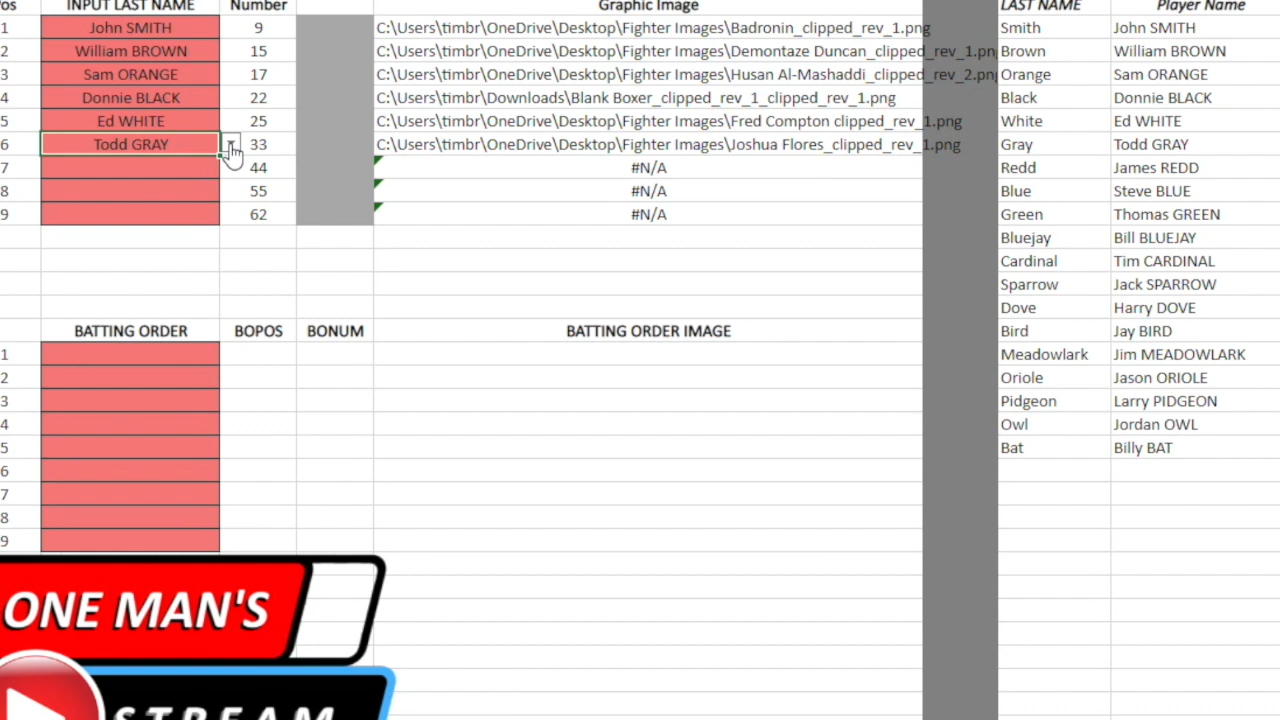 os INPUT LAST NAME Number Graphic Image LAST NAME Player Name
1 John SMITH 9 C:\Users\timbr\OneDrive\Desktop\Fighter Images\Badronin_clipped_rev_1.png Smith John SMITH
2 William BROWN 15 C:\Users\timbr\OneDrive\Desktop\Fighter Images\Demontaze Duncan_clipped_rev_1.pn Brown William BROWN
3 Sam ORANGE 17 C:\Users\timbr\OneDrive\Desktop\Fighter Images\Husan Al-Mashaddi_clipped_rev_2.png Orange Sam ORANGE
4 Donnie BLACK 22 C:\Users\timbr\Downloads\Blank Boxer_clipped_rev_1_clipped_rev_1.png Black Donnie BLACK
5 Ed WHITE 25 C:\Users\timbr\OneDrive\Desktop\Fighter Images\Fred Compton clipped_rev_1.png White Ed WHITE
6 Todd GRAY 33 C:\Users\timbr\OneDrive\Desktop\Fighter Images\Joshua Flores_clipped_rev_1.png Gray Todd GRAY
7 44 #N/A Redd James REDD
8 55 #N/A Blue Steve BLUE
9 62 #N/A Green Thomas GREEN
Bluejay Bill BLUEJAY
Cardinal Tim CARDINAL
Sparrow Jack SPARROW
Dove Harry DOVE
BATTING ORDER BOPOS BONUM BATTING ORDER IMAGE Bird Jay BIRD
1 Meadowlark Jim MEADOWLARK
2 Oriole Jason ORIOLE
3 Pidgeon Larry PIDGEON
4 Owl Jordan OWL
5 Bat Billy BAT
6
7
8
9
ONE MAN'S
STREAM